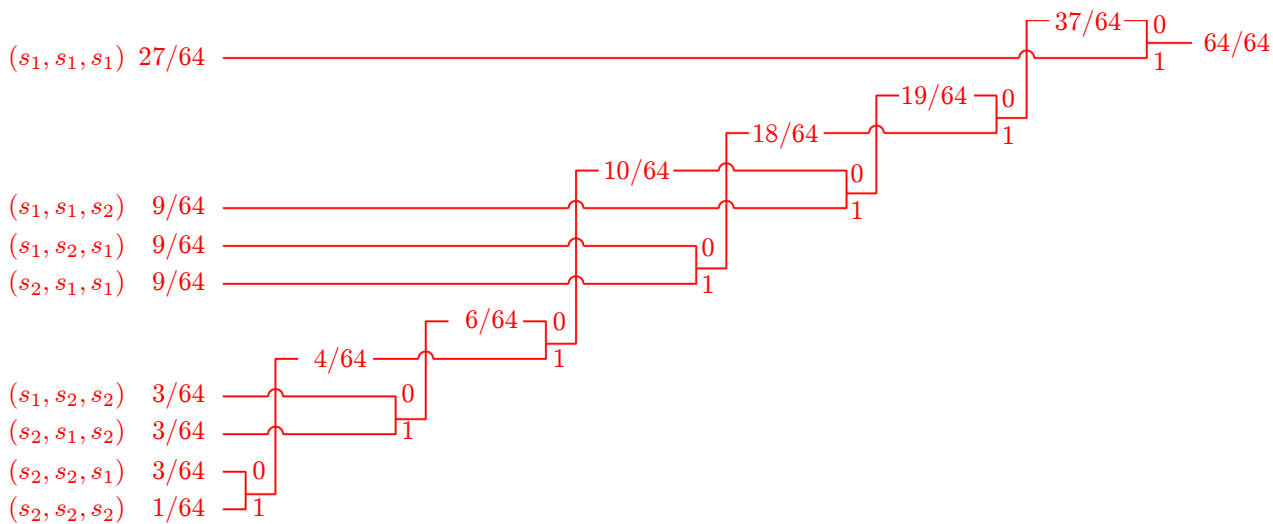 37/64 0
(s₁, s₁, s₁) 27/64 64/64
1
19/64 0
18/64 1
10/64 0
(s₁, s₁, s₂) 9/64 1
(s₁, s₂, s₁) 9/64 0
(s₂, s₁, s₁) 9/64 1
6/64 0
4/64 1
(s₁, s₂, s₂) 3/64 0
(s₂, s₁, s₂) 3/64 1
(s₂, s₂, s₁) 3/64 0
(s₂, s₂, s₂) 1/64 1